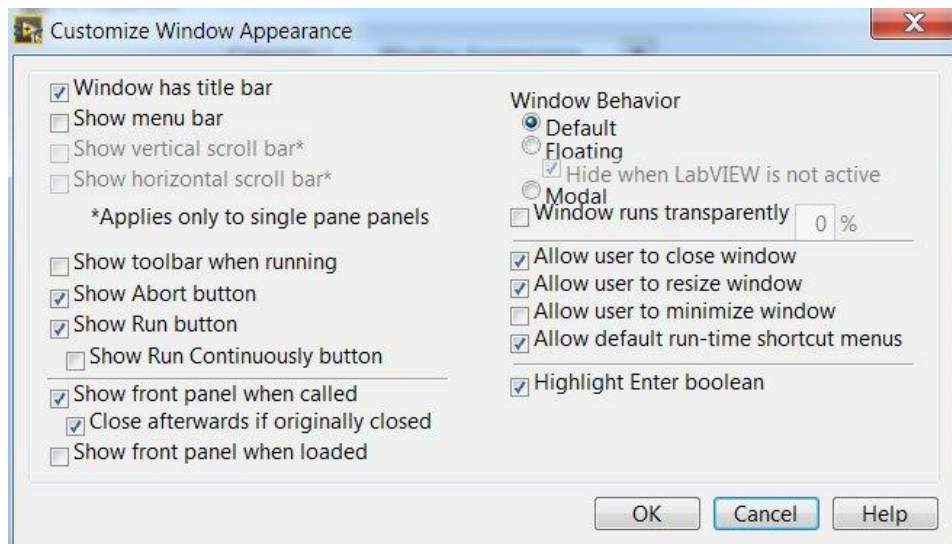 Customize Window Appearance
Window has title bar
Show menu bar
Show vertical scroll bar*
Show horizontal scroll bar*
*Applies only to single pane panels
Show toolbar when running
Show Abort button
Show Run button
Show Run Continuously button
Show front panel when called
Close afterwards if originally closed
Show front panel when loaded
Window Behavior
Default
Floating
Hide when LabVIEW is not active
Modal
Window runs transparently 0 %
Allow user to close window
Allow user to resize window
Allow user to minimize window
Allow default run-time shortcut menus
Highlight Enter boolean
OK Cancel Help